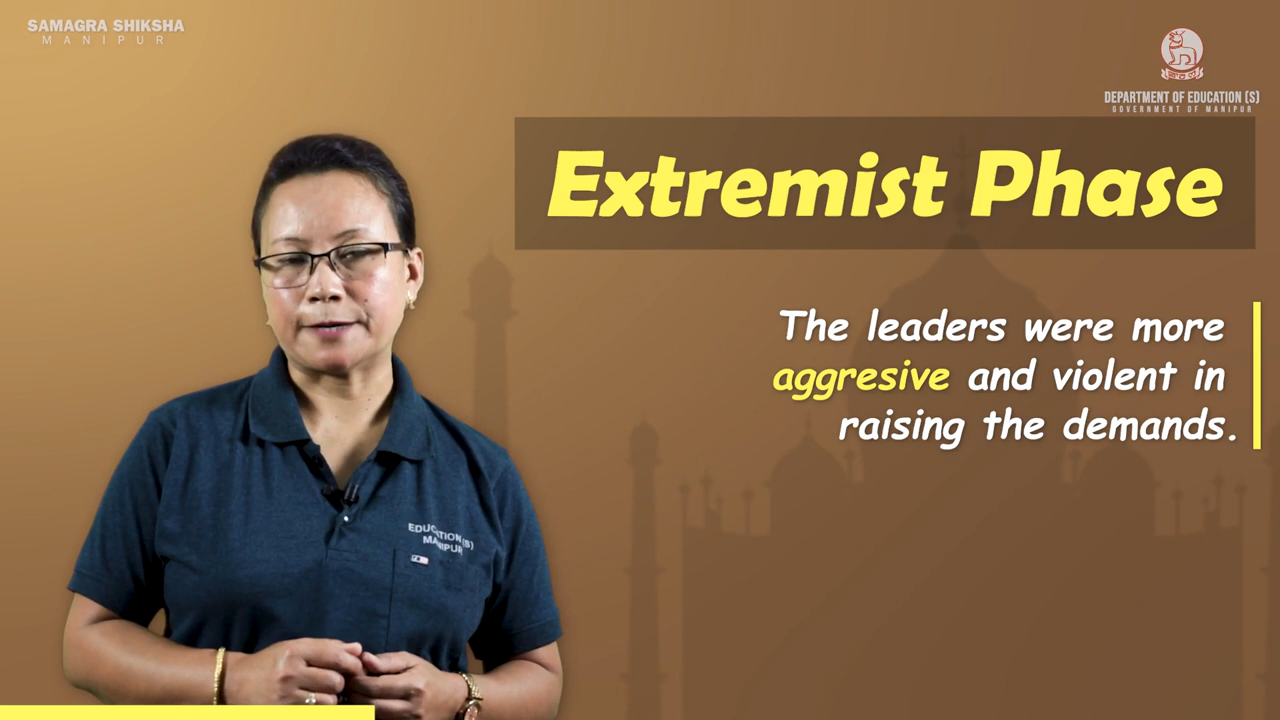 SAMAGRA SHIKSHA
MANIPUR
DEPARTMENT OF EDUCATION (S)
GOVERNMENT OF MANIPUR
Extremist Phase
The leaders were more
aggresive and violent in
raising the demands.
EDUCATION(S)
MANIPUR